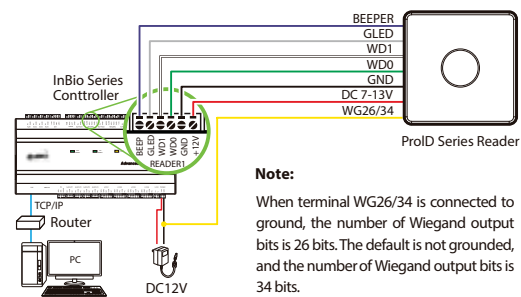 BEEPER
GLED
WD1
WD0
GND
DC 7-13V
WG26/34
InBio Series
Conttroller
BEEP
GLED
WD1
WD0
GND
+12V
READER1
ProID Series Reader
TCP/IP
Router
PC
DC12V
Note:
When terminal WG26/34 is connected to
ground, the number of Wiegand output
bits is 26 bits. The default is not grounded,
and the number of Wiegand output bits is
34 bits.